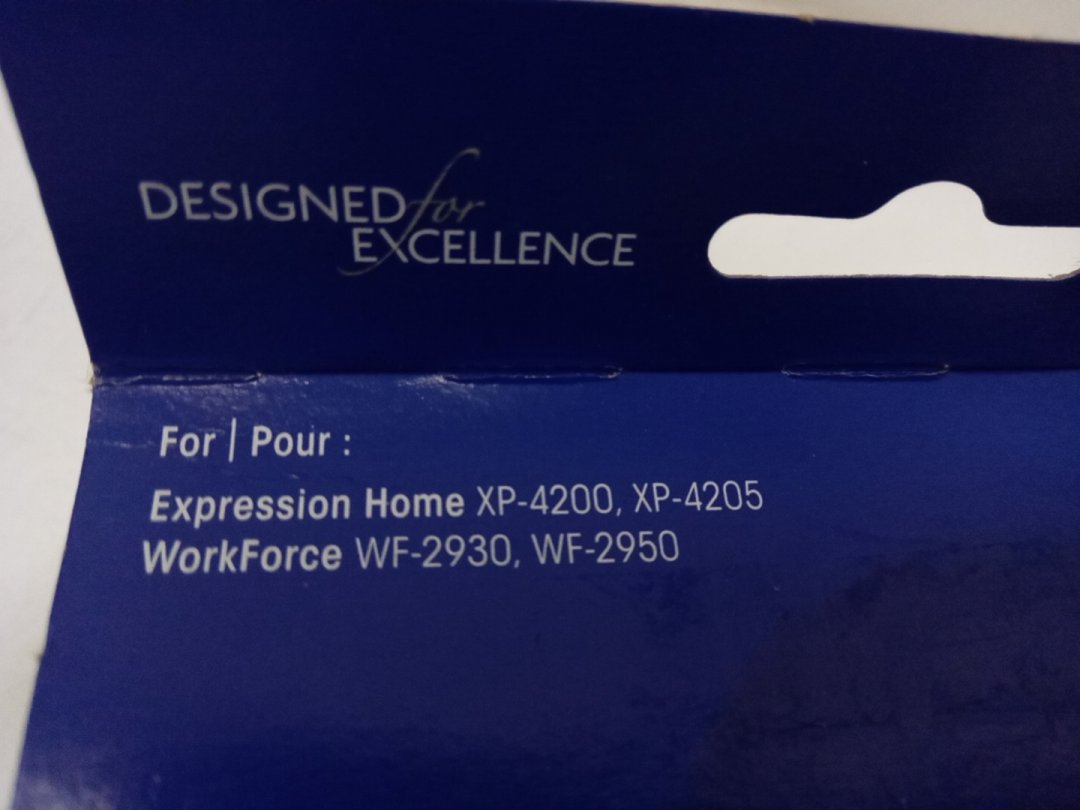 DESIGNED for
EXCELLENCE
For | Pour :
Expression Home XP-4200, XP-4205
WorkForce WF-2930, WF-2950